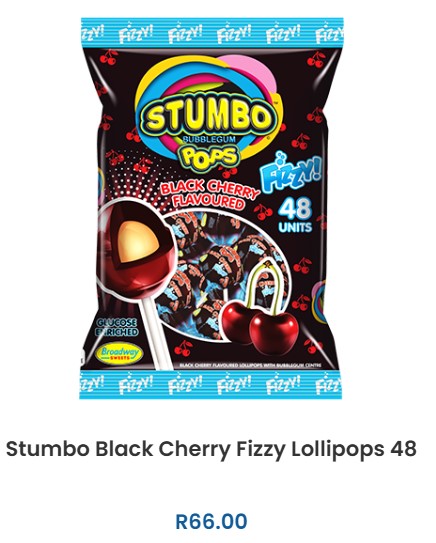 Fizzy! Fizzy! Fizzy! Fizzy! Fizzy! Fizzy!
STUMBO
BUBBLEGUM
POPS
Fizzy!
BLACK CHERRY
FLAVOURED
48
UNITS
GLUCOSE
ENRICHED
Broadway
SWEETS
BLACK CHERRY FLAVOURED LOLLIPOPS WITH BUBBLEGUM CENTRE
Fizzy! Fizzy! Fizzy! Fizzy! Fizzy! Fizzy!
Stumbo Black Cherry Fizzy Lollipops 48
R66.00